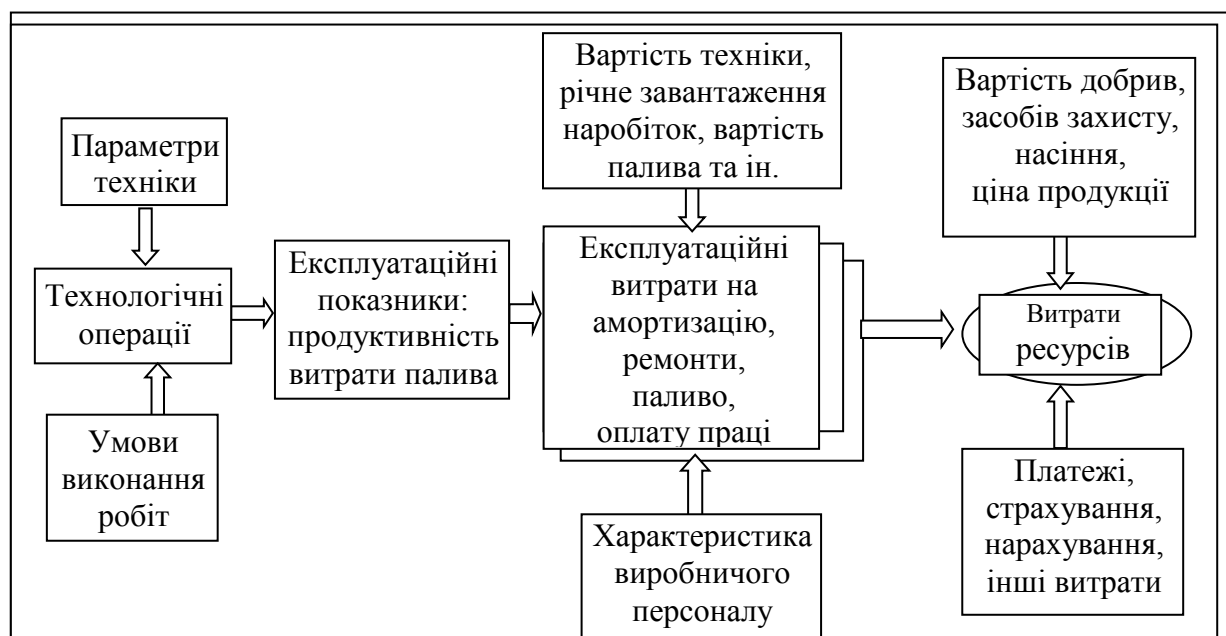 Параметри
техніки
Технологічні
операції
Умови
виконання
робіт
Експлуатаційні
показники:
продуктивність
витрати палива
Вартість техніки,
річне завантаження
наробіток, вартість
палива та ін.
Експлуатаційні
витрати на
амортизацію,
ремонти,
паливо,
оплату праці
Характеристика
виробничого
персоналу
Вартість добрив,
засобів захисту,
насіння,
ціна продукції
Витрати
ресурсів
Платежі,
страхування,
нарахування,
інші витрати